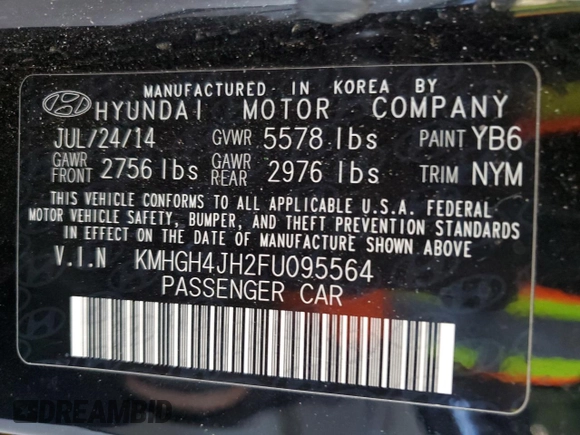 MANUFACTURED IN KOREA BY
HYUNDAI MOTOR COMPANY
JUL/24/14 GVWR 5578 lbs PAINT YB6
GAWR FRONT 2756 lbs GAWR REAR 2976 lbs TRIM NYM
THIS VEHICLE CONFORMS TO ALL APPLICABLE U.S.A. FEDERAL
MOTOR VEHICLE SAFETY, BUMPER, AND THEFT PREVENTION STANDARDS
IN EFFECT ON THE DATE OF MANUFACTURE SHOWN ABOVE.
V.I.N KMHGH4JH2FU095564
PASSENGER CAR
DREAMBID